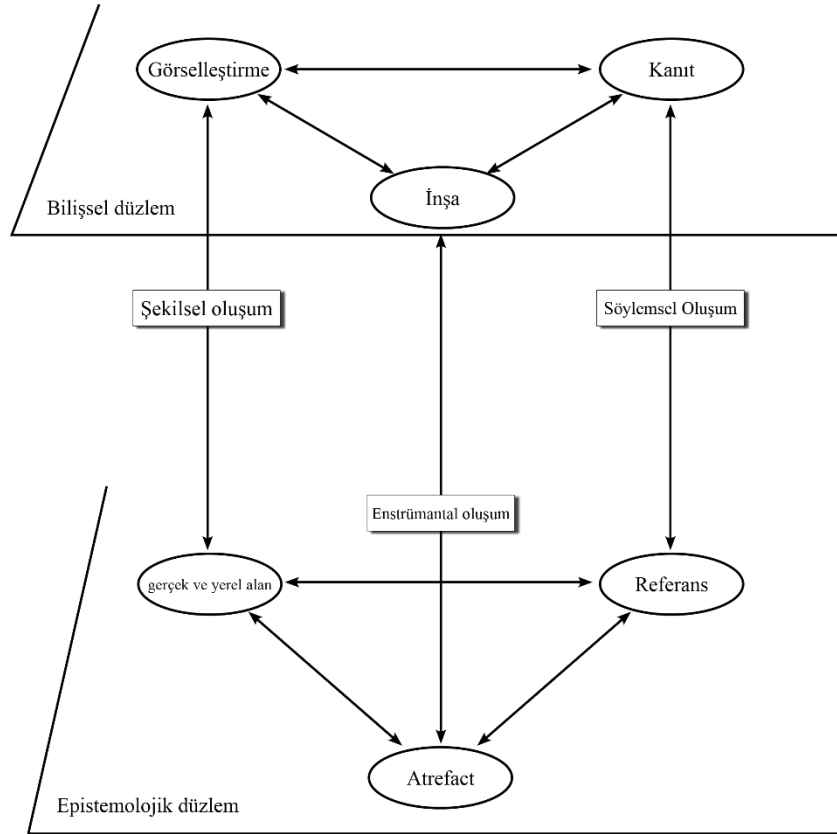 Görselleştirme
Kanıt
İnşa
Bilişsel düzlem
Şekilsel oluşum
Söylemsel Oluşum
Enstrümantal oluşum
gerçek ve yerel alan
Referans
Atrefact
Epistemolojik düzlem